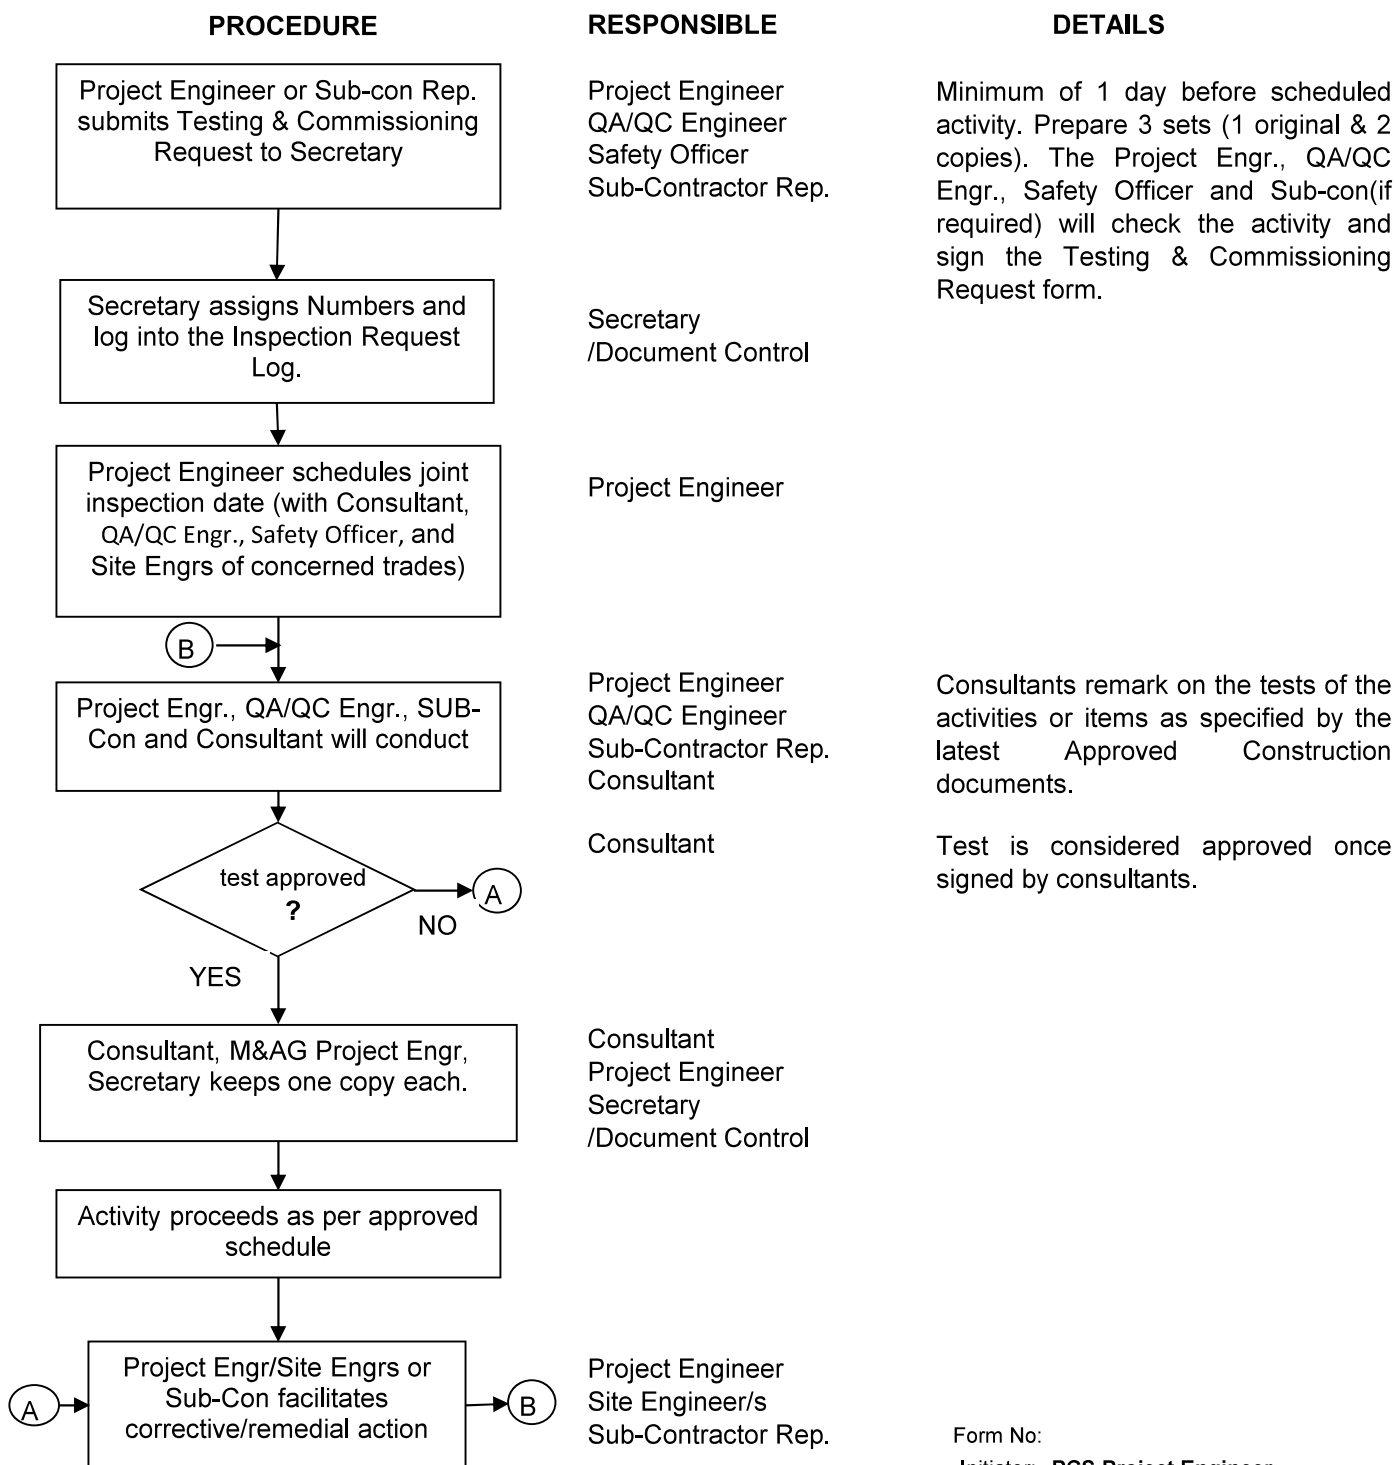 PROCEDURE
RESPONSIBLE
DETAILS
Project Engineer or Sub-con Rep.
submits Testing & Commissioning
Request to Secretary
Project Engineer
QA/QC Engineer
Safety Officer
Sub-Contractor Rep.
Minimum of 1 day before scheduled
activity. Prepare 3 sets (1 original & 2
copies). The Project Engr., QA/QC
Engr., Safety Officer and Sub-con(if
required) will check the activity and
sign the Testing & Commissioning
Request form.
Secretary assigns Numbers and
log into the Inspection Request
Log.
Secretary
/Document Control
Project Engineer schedules joint
inspection date (with Consultant,
QA/QC Engr., Safety Officer, and
Site Engrs of concerned trades)
Project Engineer
B
Project Engr., QA/QC Engr., SUB-
Con and Consultant will conduct
Project Engineer
QA/QC Engineer
Sub-Contractor Rep.
Consultant
Consultants remark on the tests of the
activities or items as specified by the
latest Approved Construction
documents.
test approved
?
A
NO
YES
Consultant
Test is considered approved once
signed by consultants.
Consultant, M&AG Project Engr,
Secretary keeps one copy each.
Consultant
Project Engineer
Secretary
/Document Control
Activity proceeds as per approved
schedule
A
Project Engr/Site Engrs or
Sub-Con facilitates
corrective/remedial action
B
Project Engineer
Site Engineer/s
Sub-Contractor Rep.
Form No:
Initiator: PCS Project Engineer